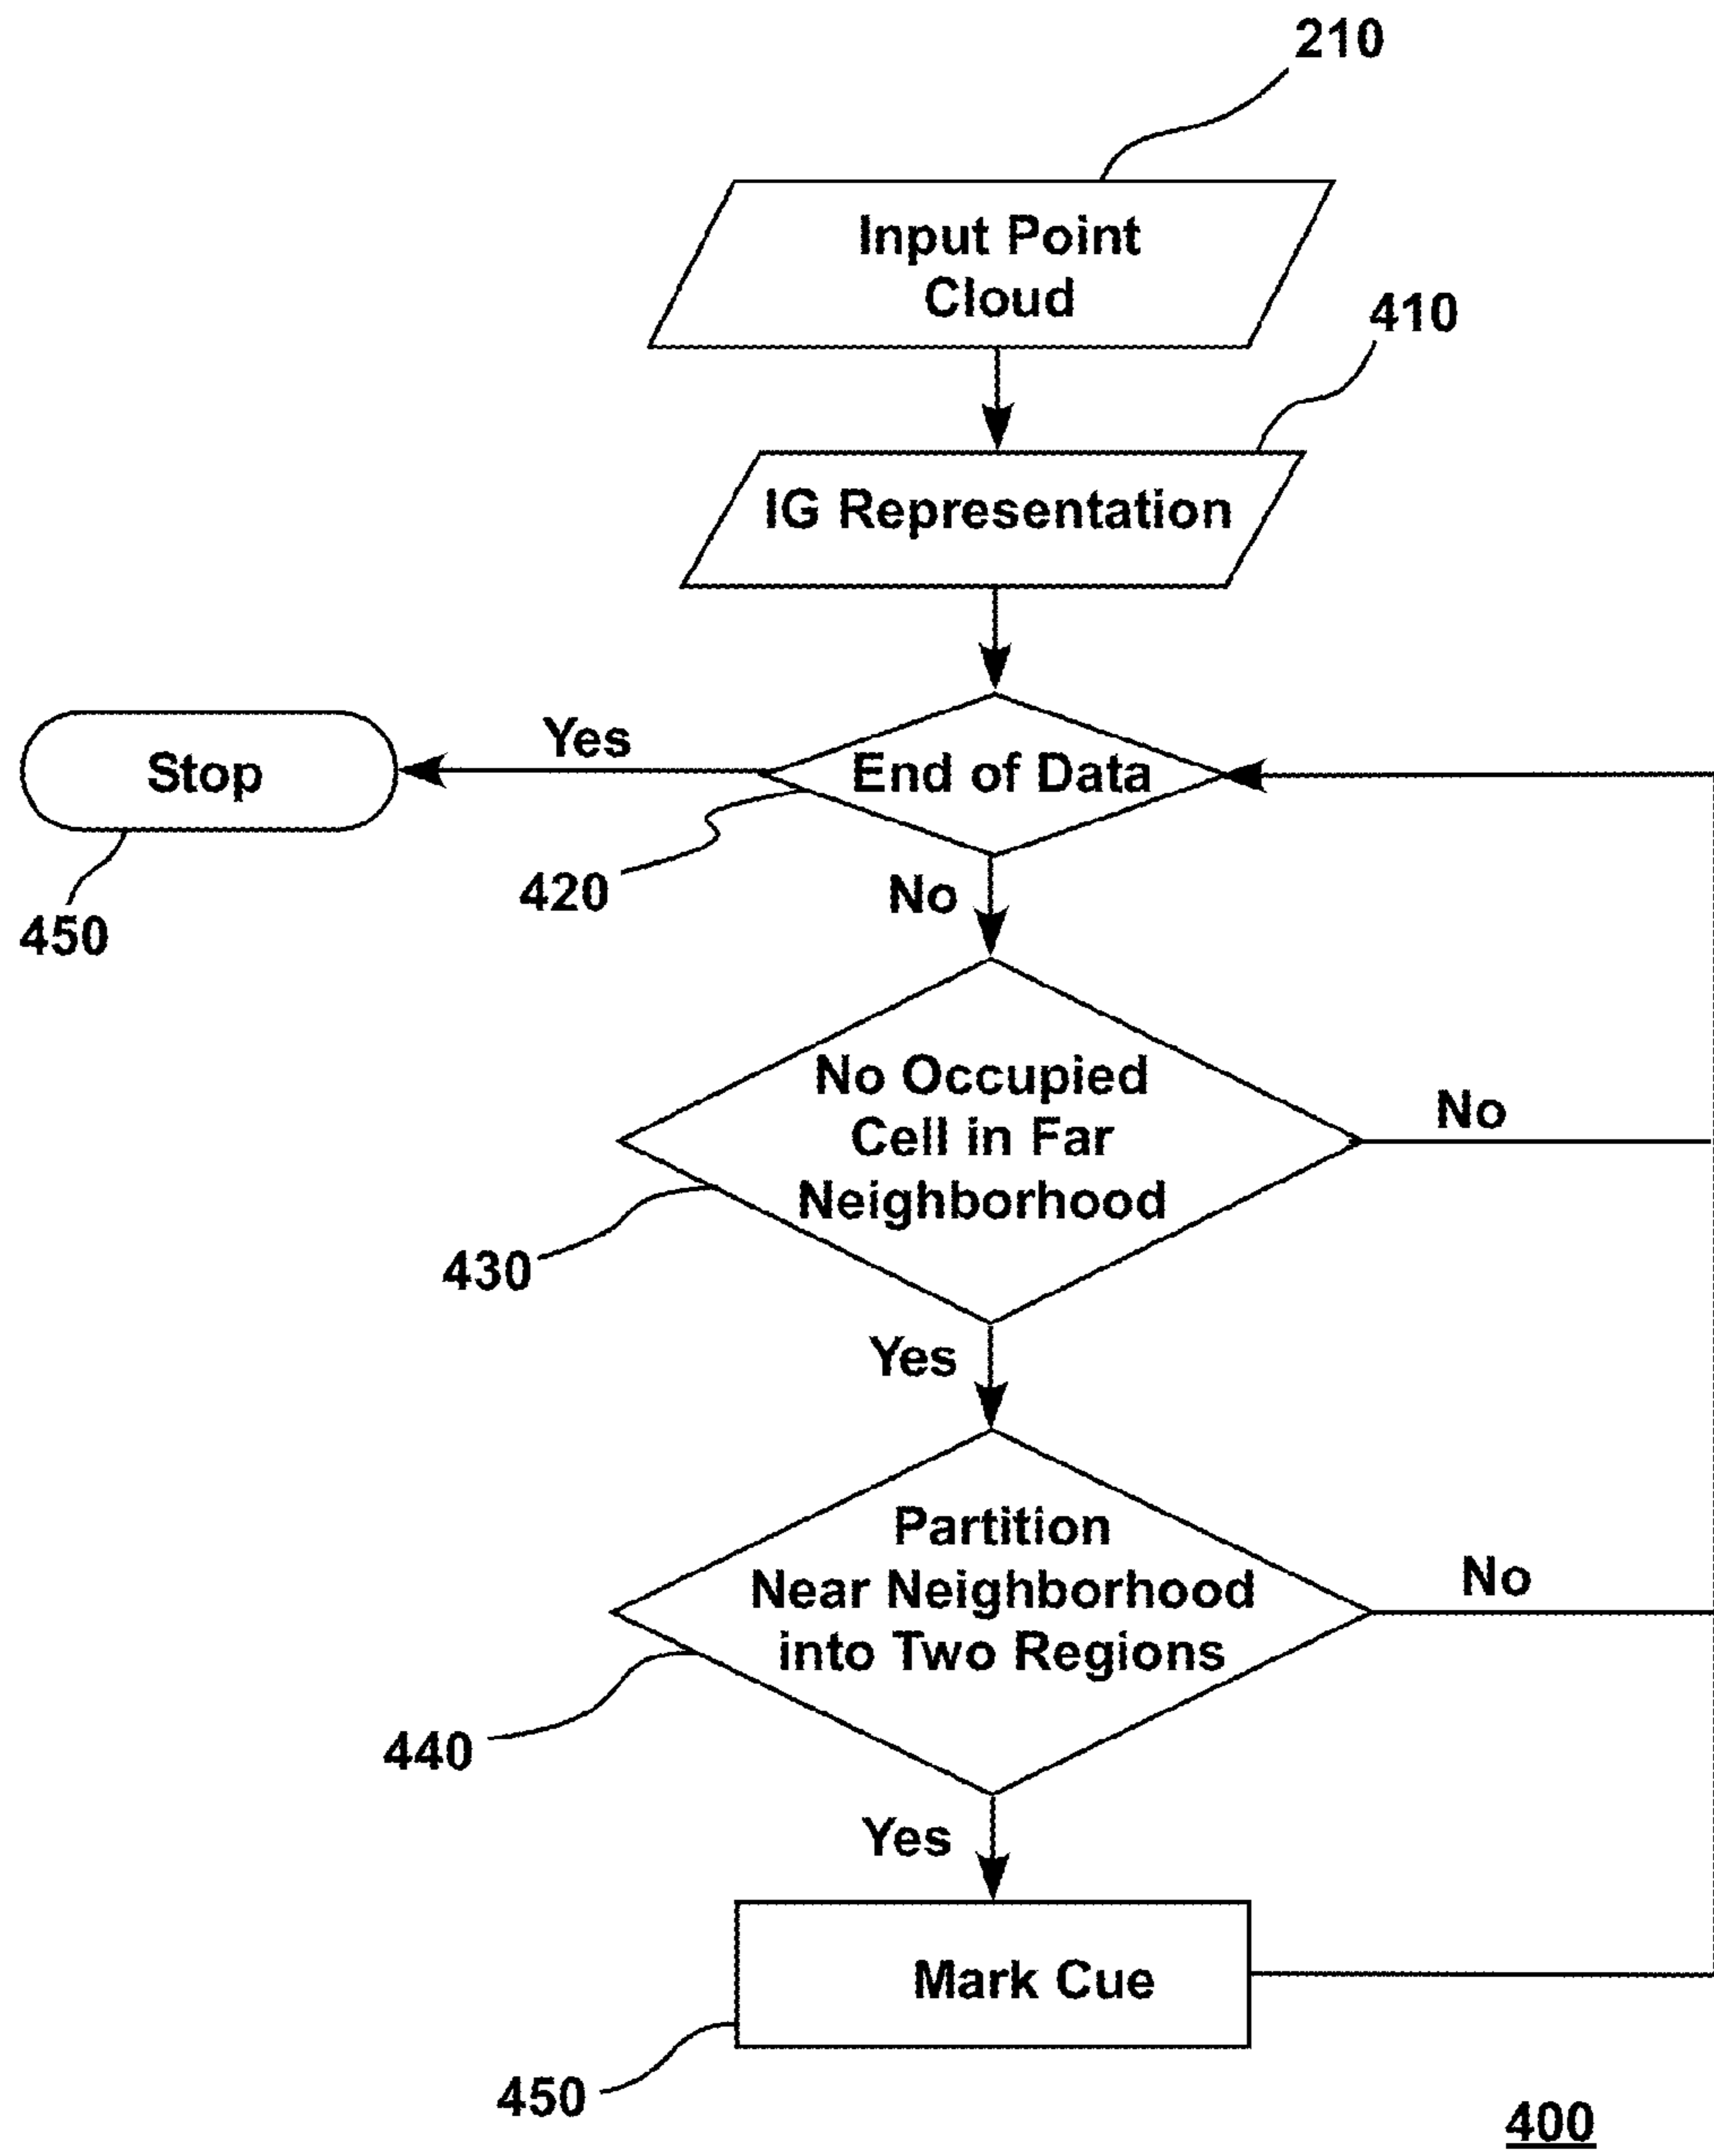 210
Input Point
Cloud
410
IG Representation
Yes
Stop
End of Data
420
No
450
No Occupied
Cell in Far
Neighborhood
No
430
Yes
Partition
Near Neighborhood
into Two Regions
No
440
Yes
Mark Cue
450
400